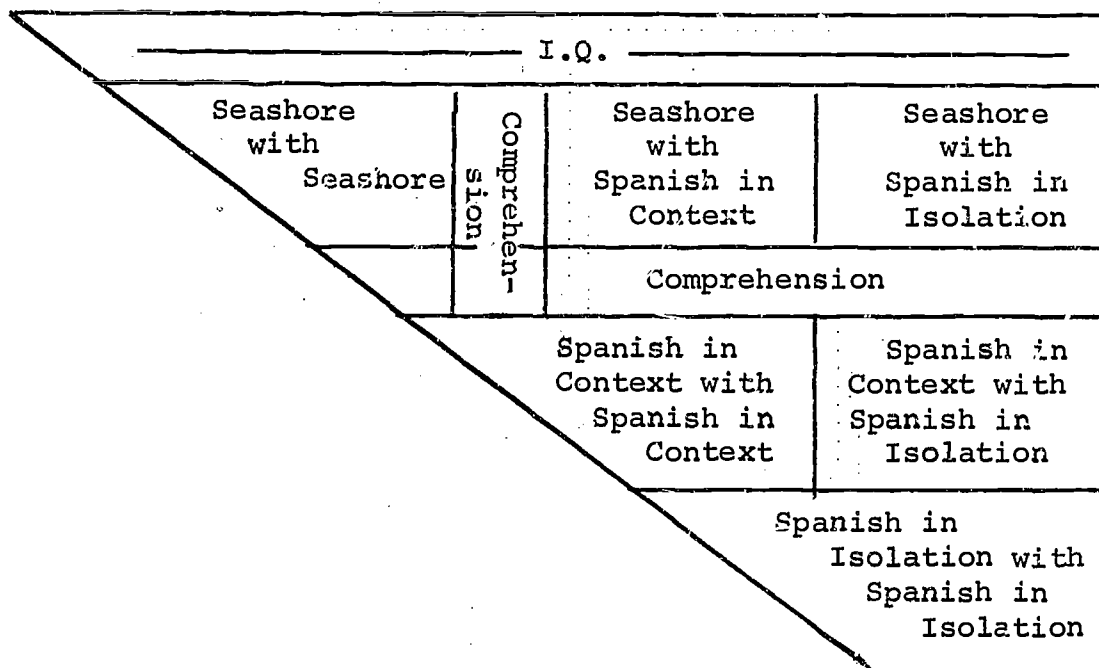 I.Q.
Seashore
with
Seashore
Comprehen-
sion
Seashore
with
Spanish in
Context
Seashore
with
Spanish in
Isolation
Comprehension
Spanish in
Context with
Spanish in
Context
Spanish in
Context with
Spanish in
Isolation
Spanish in
Isolation with
Spanish in
Isolation